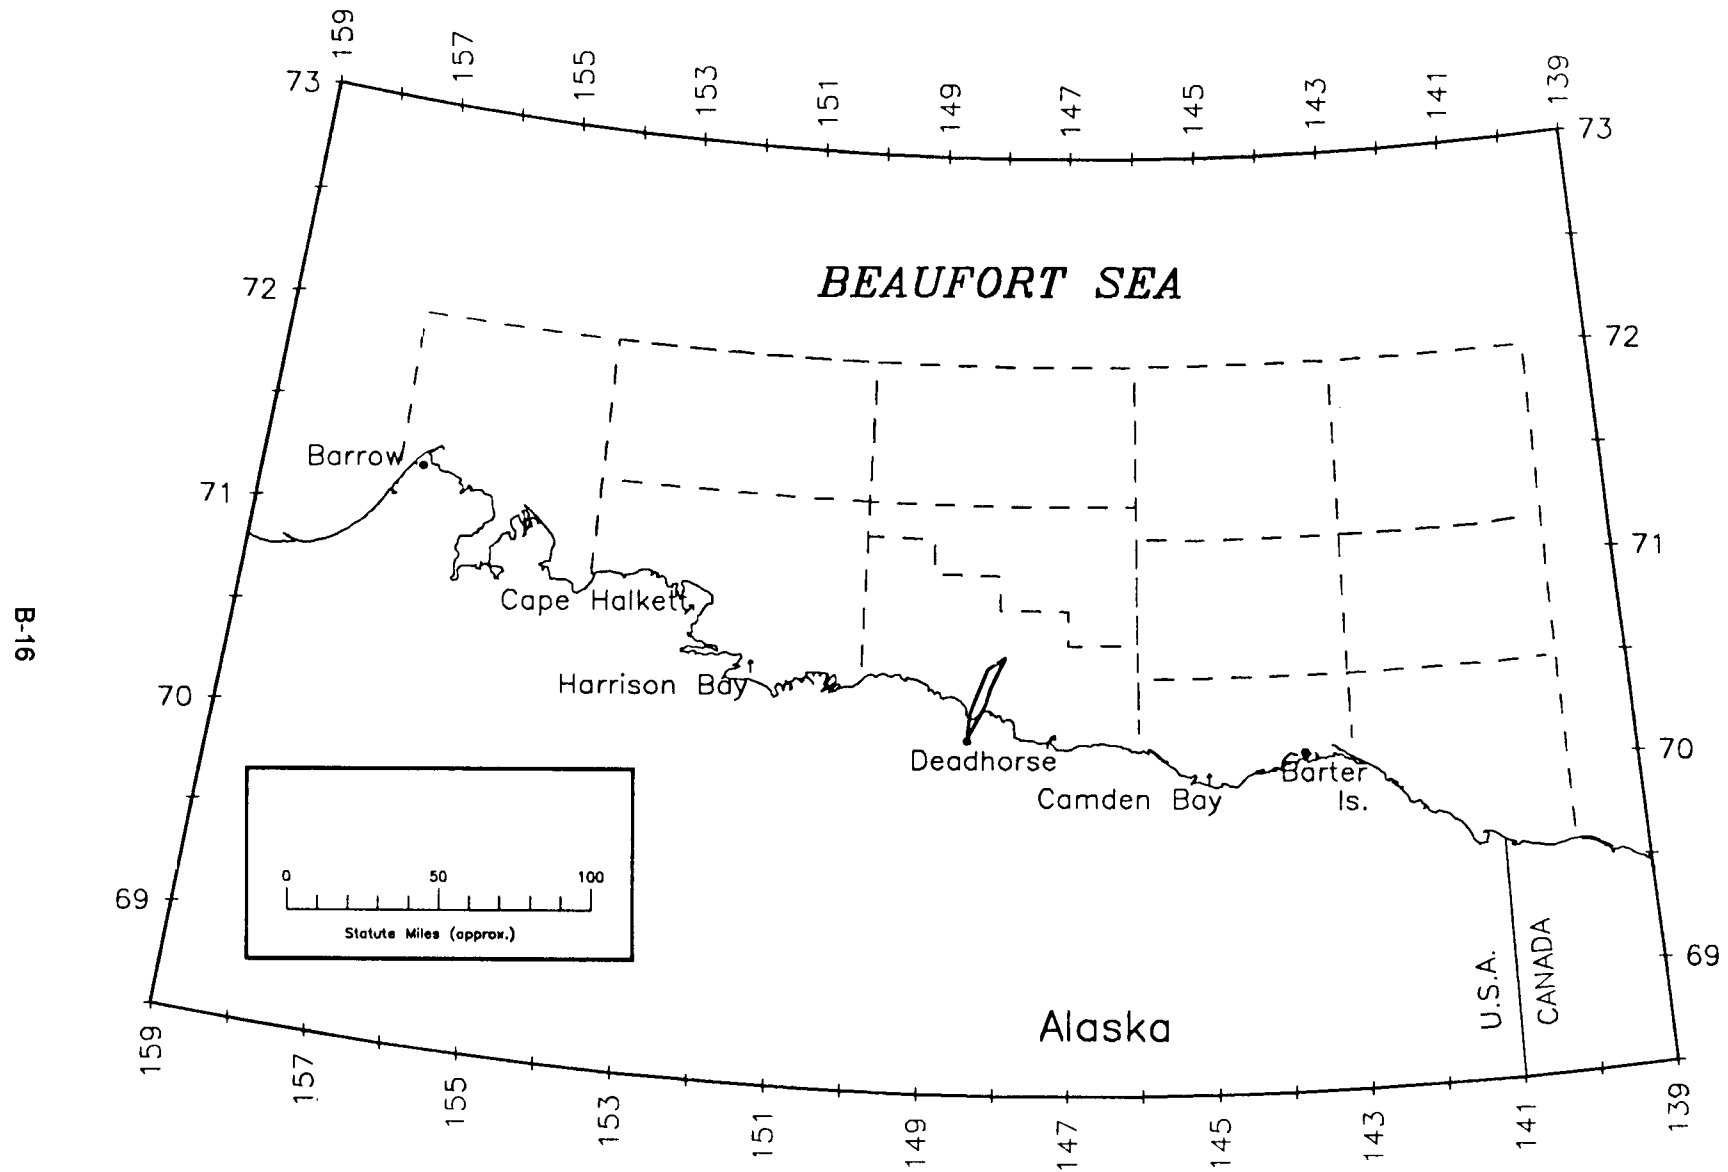 159
157
155
153
151
149
147
145
143
141
139
73
73
BEAUFORT SEA
72
72
Barrow
71
71
Cape Halkett
B-16
Harrison Bay
70
70
Deadhorse
Camden Bay
Barter
Is.
0 50 100
Statute Miles (approx.)
69
69
U.S.A.
CANADA
Alaska
159
157
155
153
151
149
147
145
143
141
139